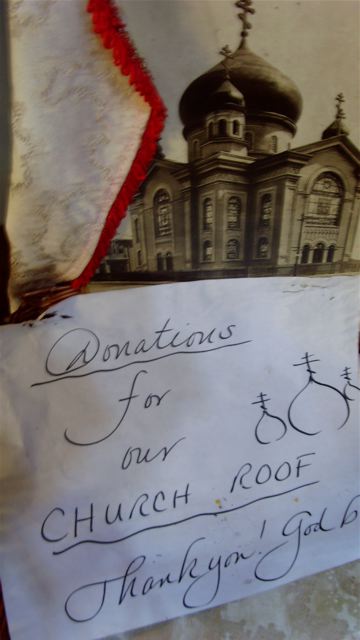 Donations
for
our
CHURCH ROOF
Thank you! God b